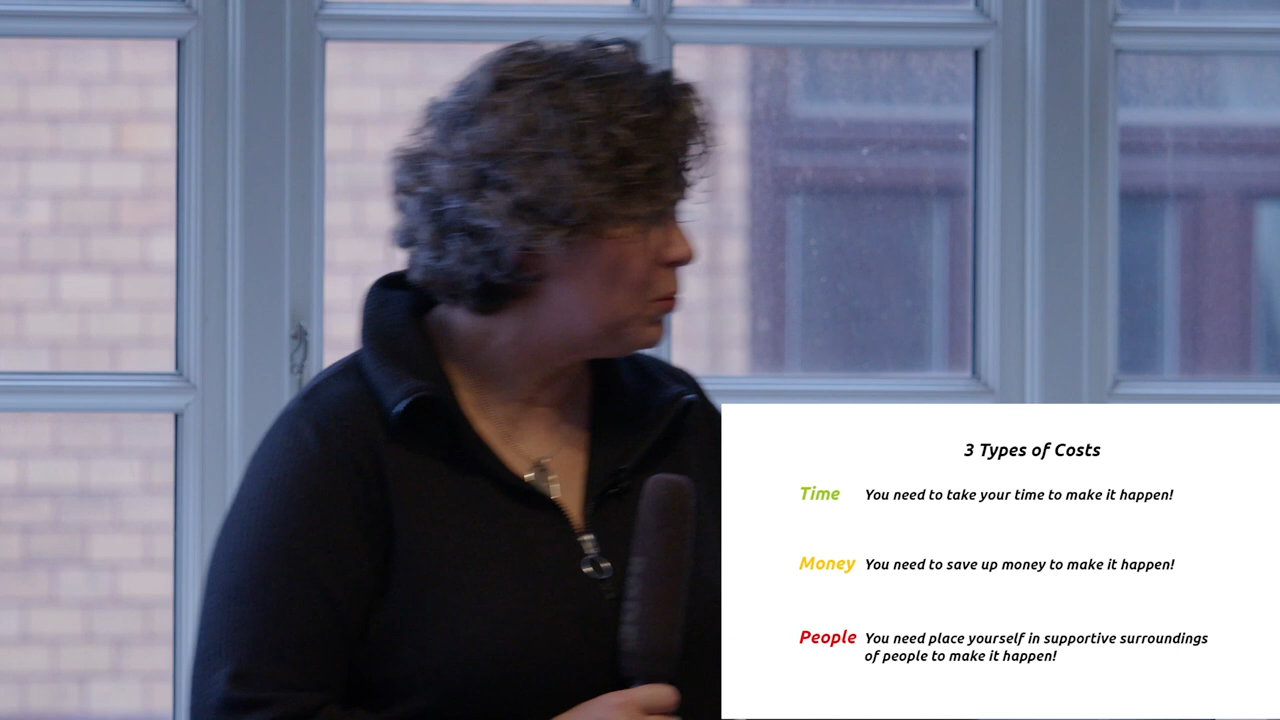 3 Types of Costs
Time You need to take your time to make it happen!
Money You need to save up money to make it happen!
People You need place yourself in supportive surroundings
of people to make it happen!